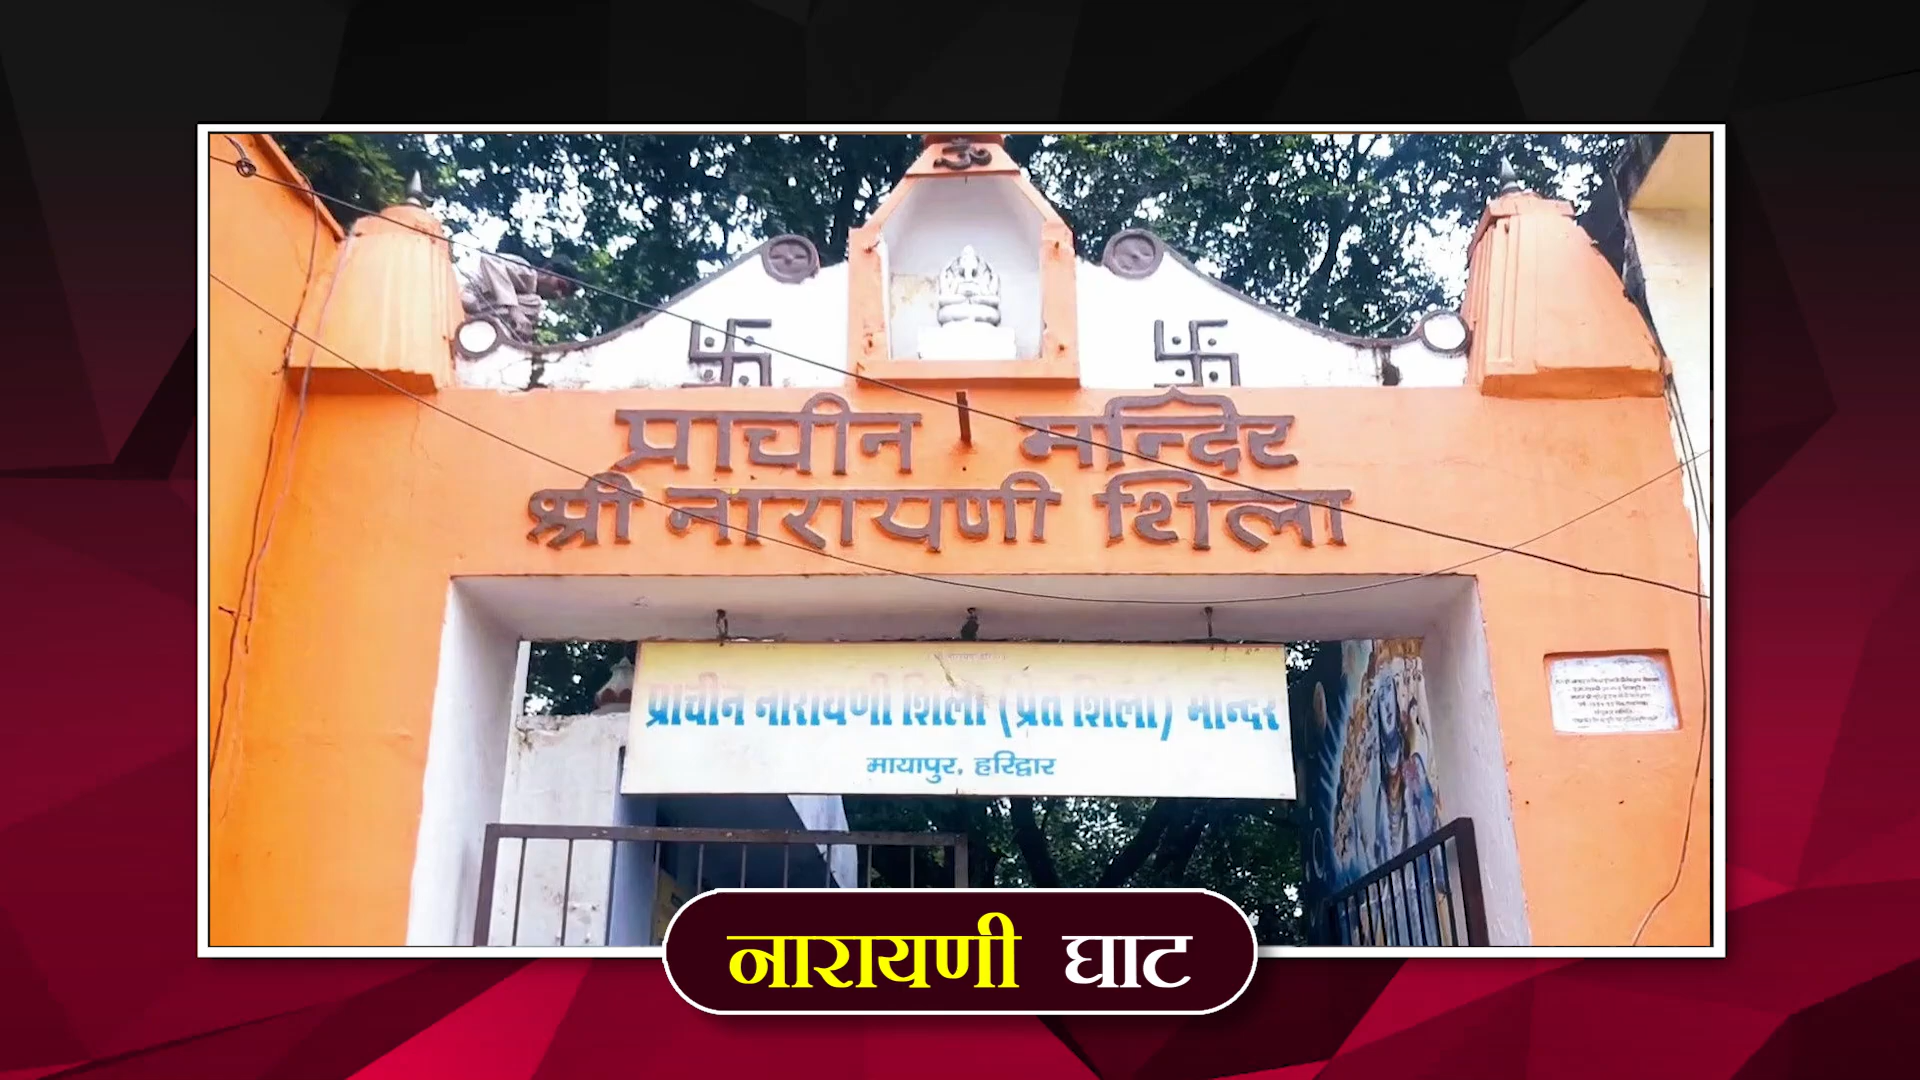 ॐ
प्राचीन मन्दिर
श्री नारायणी शिला
प्राचीन नारायणी शिला (प्रेत शिला) मन्दिर
मायापुर, हरिद्वार
नारायणी घाट